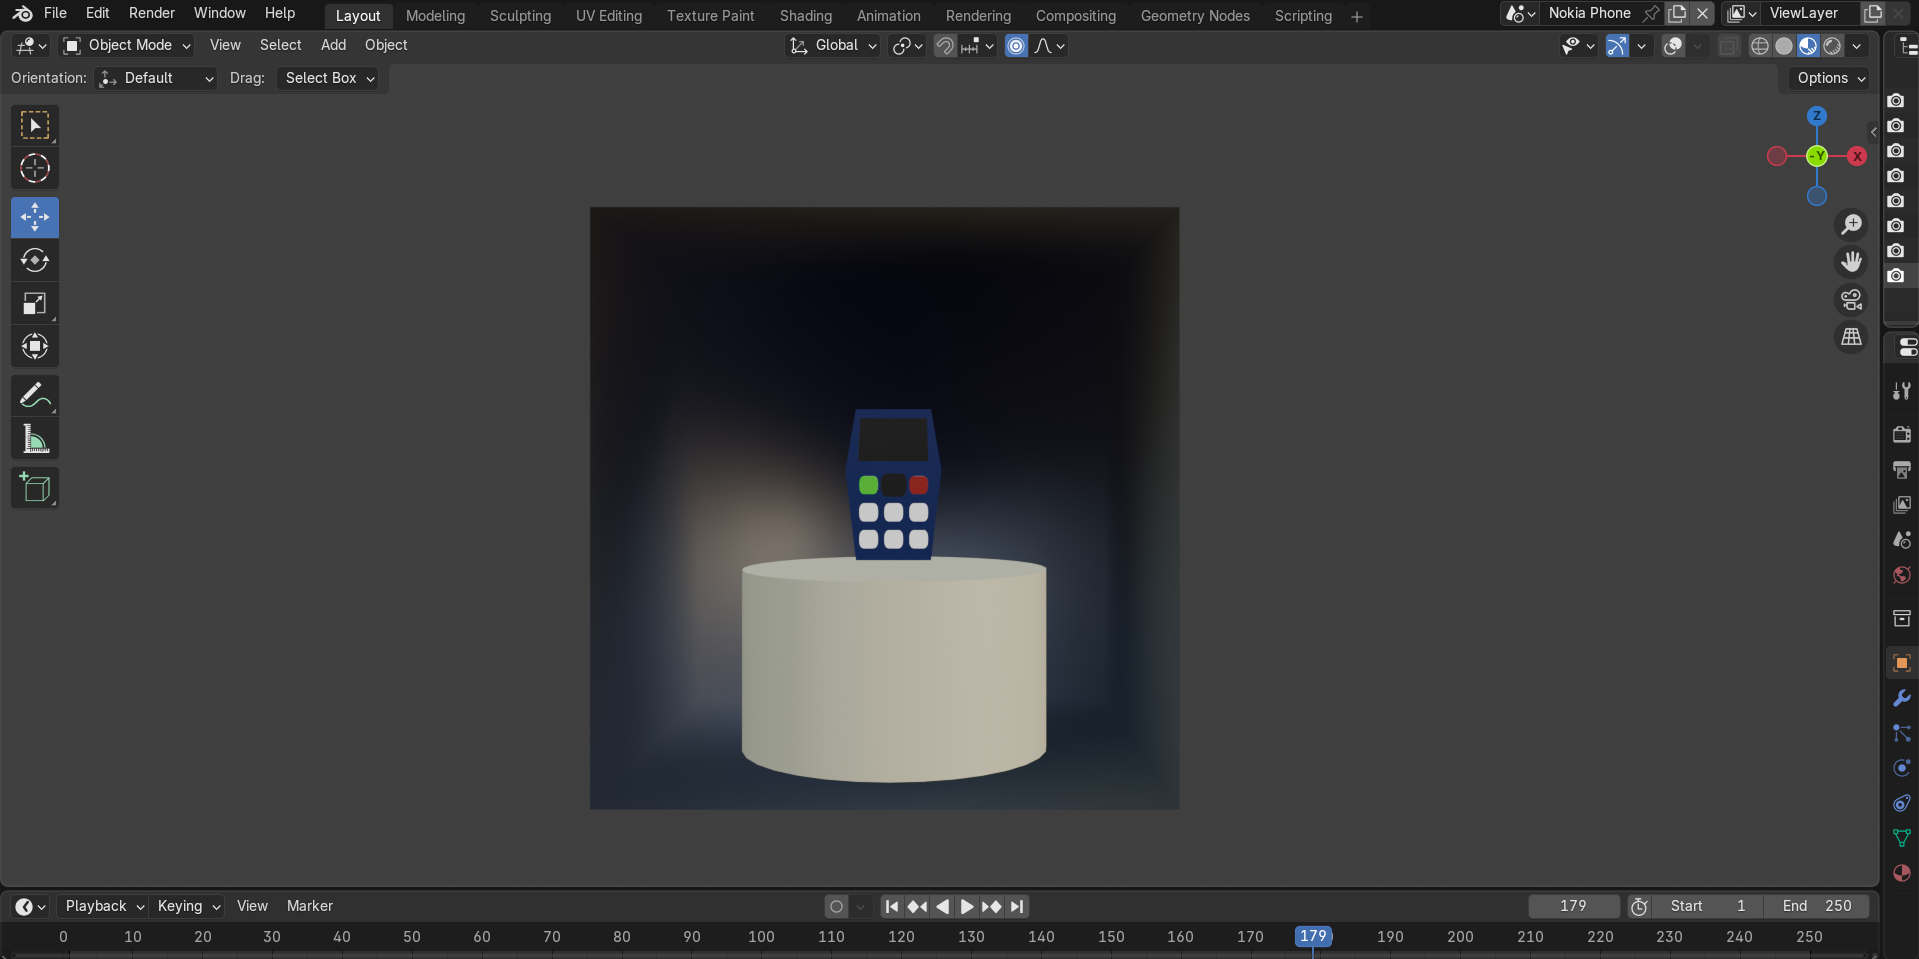 File Edit Render Window Help Layout Modeling Sculpting UV Editing Texture Paint Shading Animation Rendering Compositing Geometry Nodes Scripting + Nokia Phone ViewLayer
Object Mode View Select Add Object Global
Orientation: Default Drag: Select Box Options
Z
-Y X
Playback Keying View Marker 179 Start 1 End 250
0 10 20 30 40 50 60 70 80 90 100 110 120 130 140 150 160 170 179 190 200 210 220 230 240 250